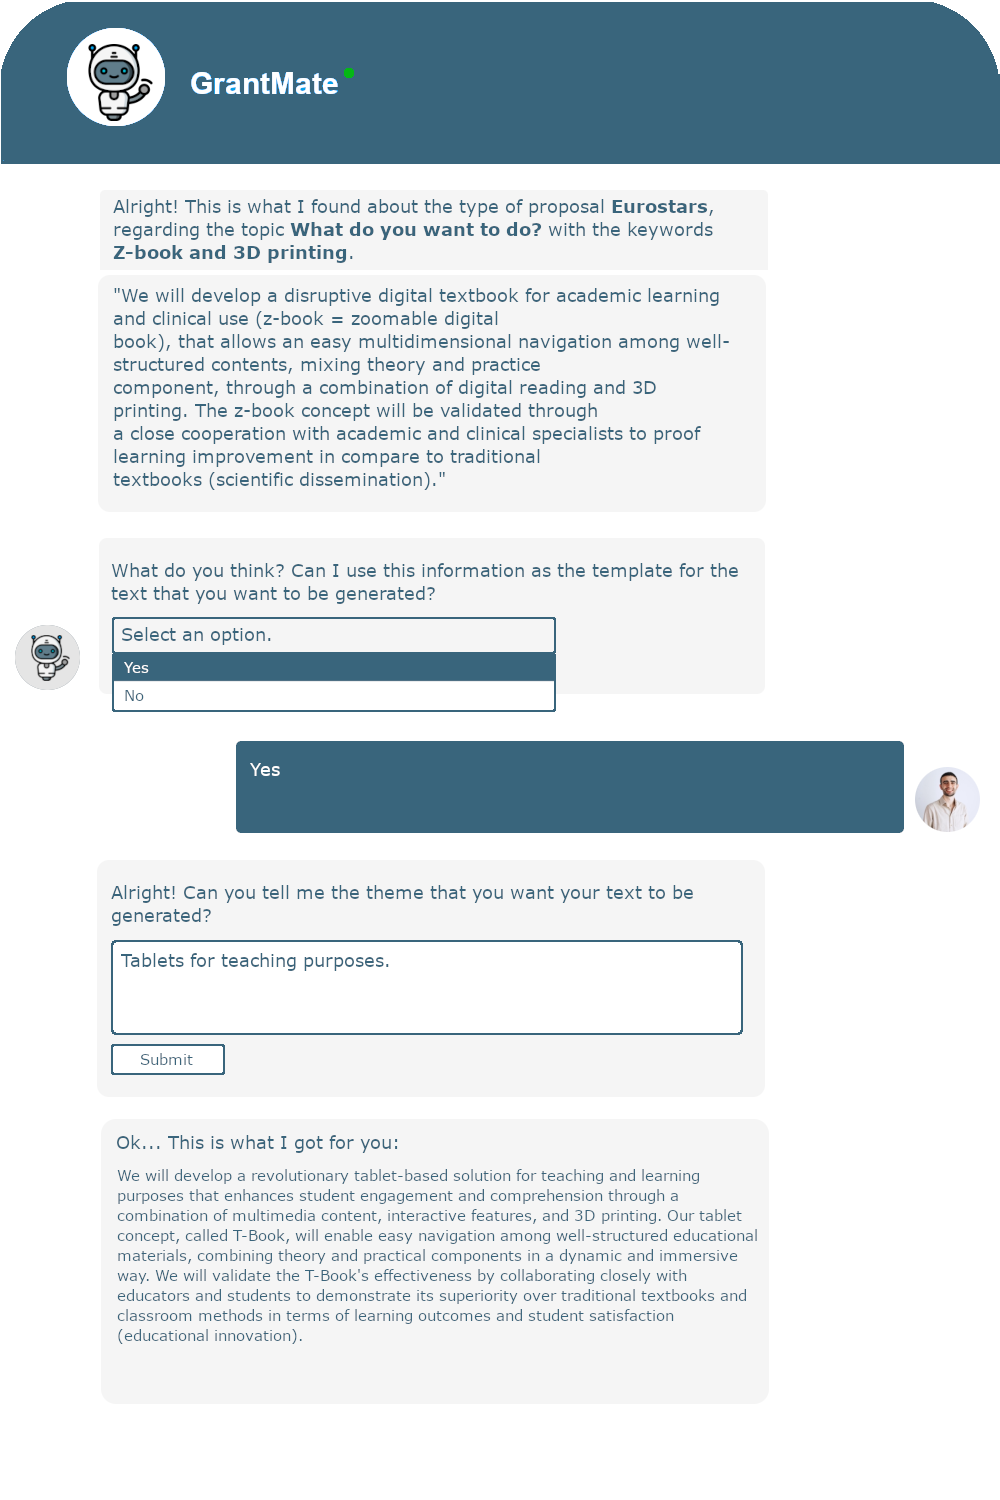 GrantMate
Alright! This is what I found about the type of proposal Eurostars,
regarding the topic What do you want to do? with the keywords
Z-book and 3D printing.
"We will develop a disruptive digital textbook for academic learning
and clinical use (z-book = zoomable digital
book), that allows an easy multidimensional navigation among well-
structured contents, mixing theory and practice
component, through a combination of digital reading and 3D
printing. The z-book concept will be validated through
a close cooperation with academic and clinical specialists to proof
learning improvement in compare to traditional
textbooks (scientific dissemination)."
What do you think? Can I use this information as the template for the
text that you want to be generated?
Select an option.
Yes
No
Yes
Alright! Can you tell me the theme that you want your text to be
generated?
Tablets for teaching purposes.
Submit
Ok... This is what I got for you:
We will develop a revolutionary tablet-based solution for teaching and learning
purposes that enhances student engagement and comprehension through a
combination of multimedia content, interactive features, and 3D printing. Our tablet
concept, called T-Book, will enable easy navigation among well-structured educational
materials, combining theory and practical components in a dynamic and immersive
way. We will validate the T-Book's effectiveness by collaborating closely with
educators and students to demonstrate its superiority over traditional textbooks and
classroom methods in terms of learning outcomes and student satisfaction
(educational innovation).